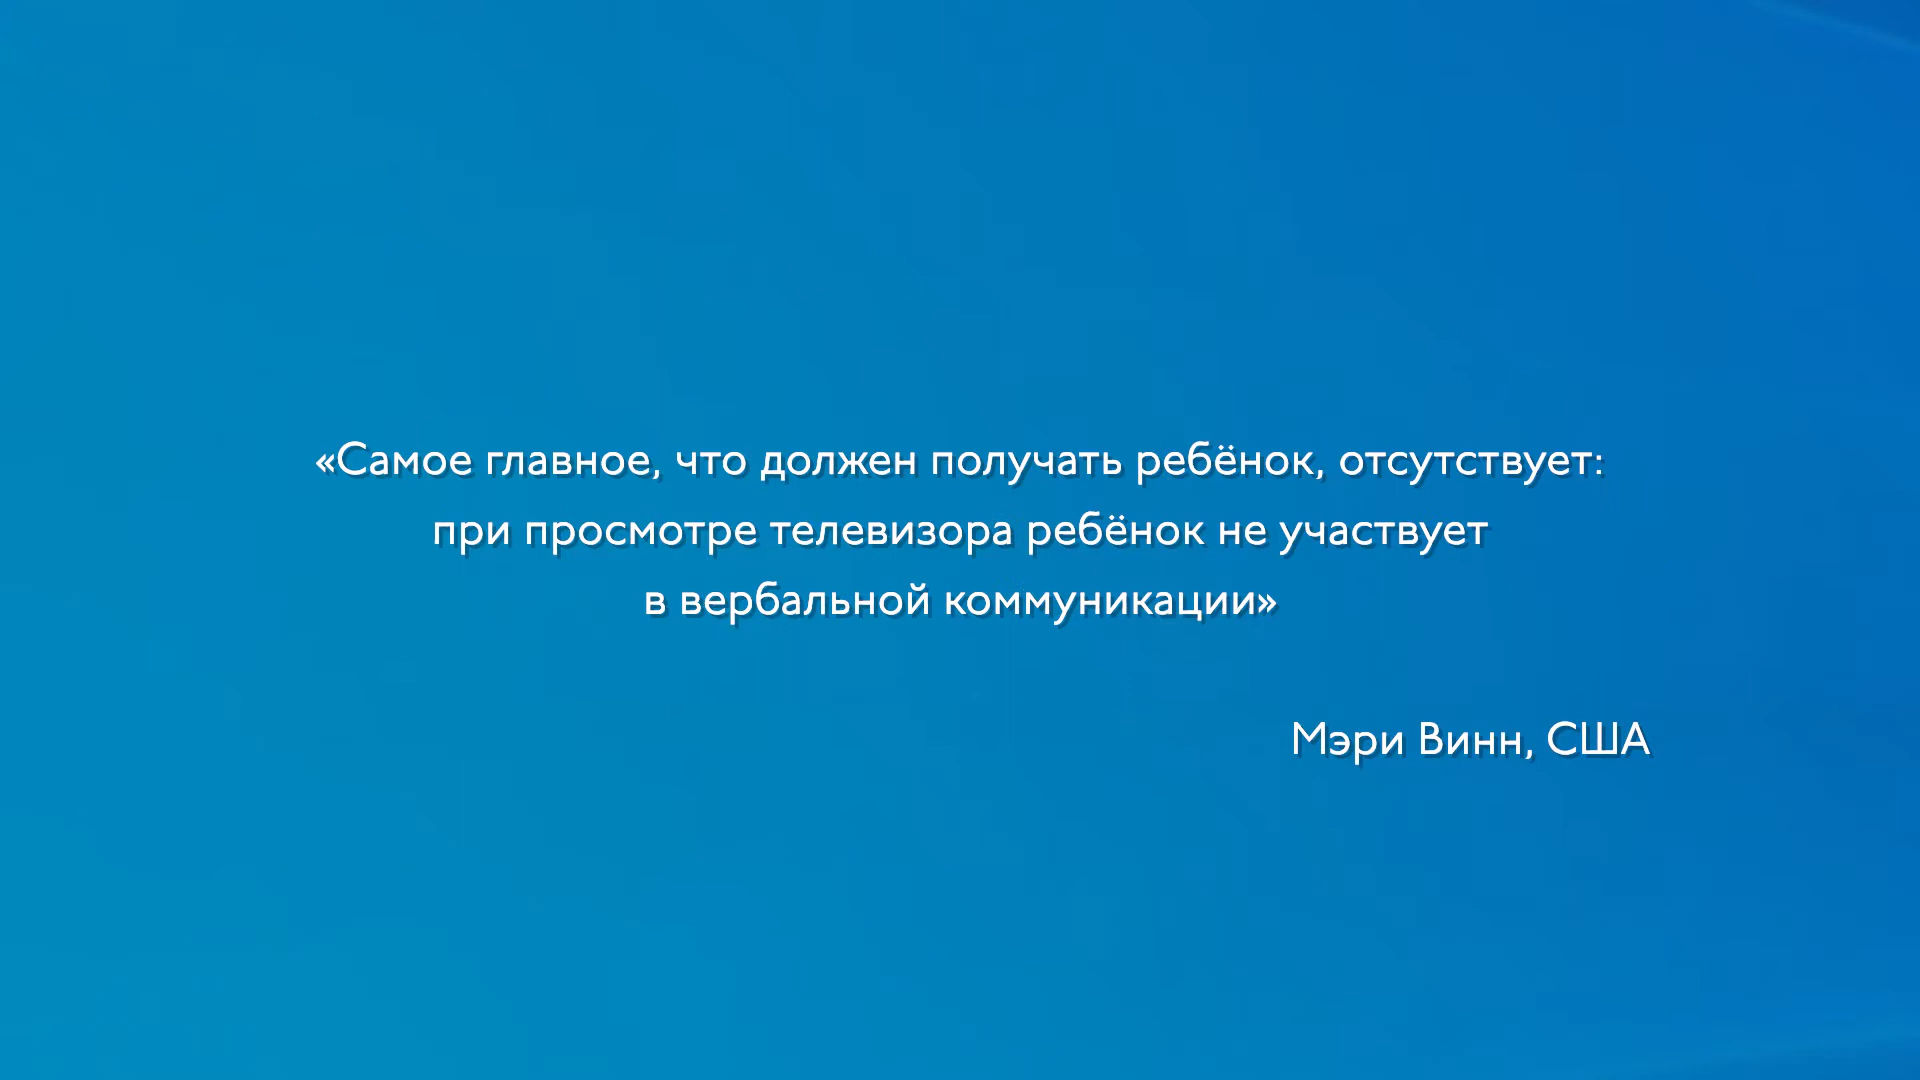 «Самое главное, что должен получать ребёнок, отсутствует:
при просмотре телевизора ребёнок не участвует
в вербальной коммуникации»
Мэри Винн, США